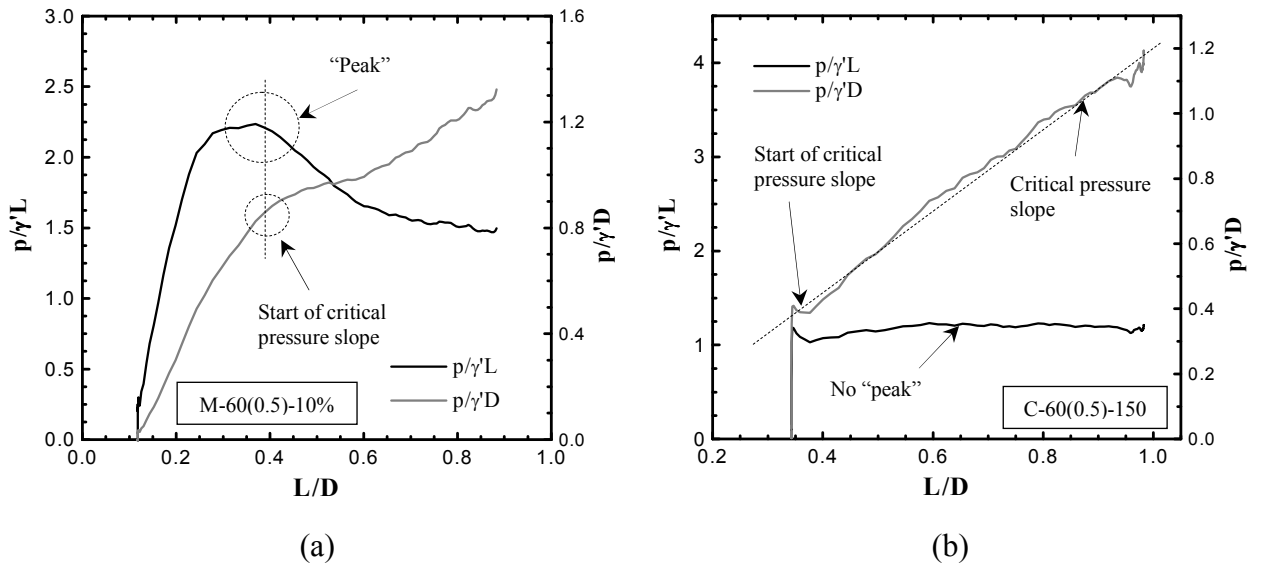 3.0
2.5
2.0
1.5
1.0
0.5
0.0
p/γ'L
1.6
1.2
0.8
0.4
0.0
p/γ'D
“Peak”
Start of critical
pressure slope
p/γ'L
p/γ'D
M-60(0.5)-10%
0.0 0.2 0.4 0.6 0.8 1.0
L/D
(a)
4
3
2
1
0
p/γ'L
1.2
1.0
0.8
0.6
0.4
0.2
0.0
p/γ'D
p/γ'L
p/γ'D
Start of critical
pressure slope
Critical pressure
slope
No “peak”
C-60(0.5)-150
0.2 0.4 0.6 0.8 1.0
L/D
(b)